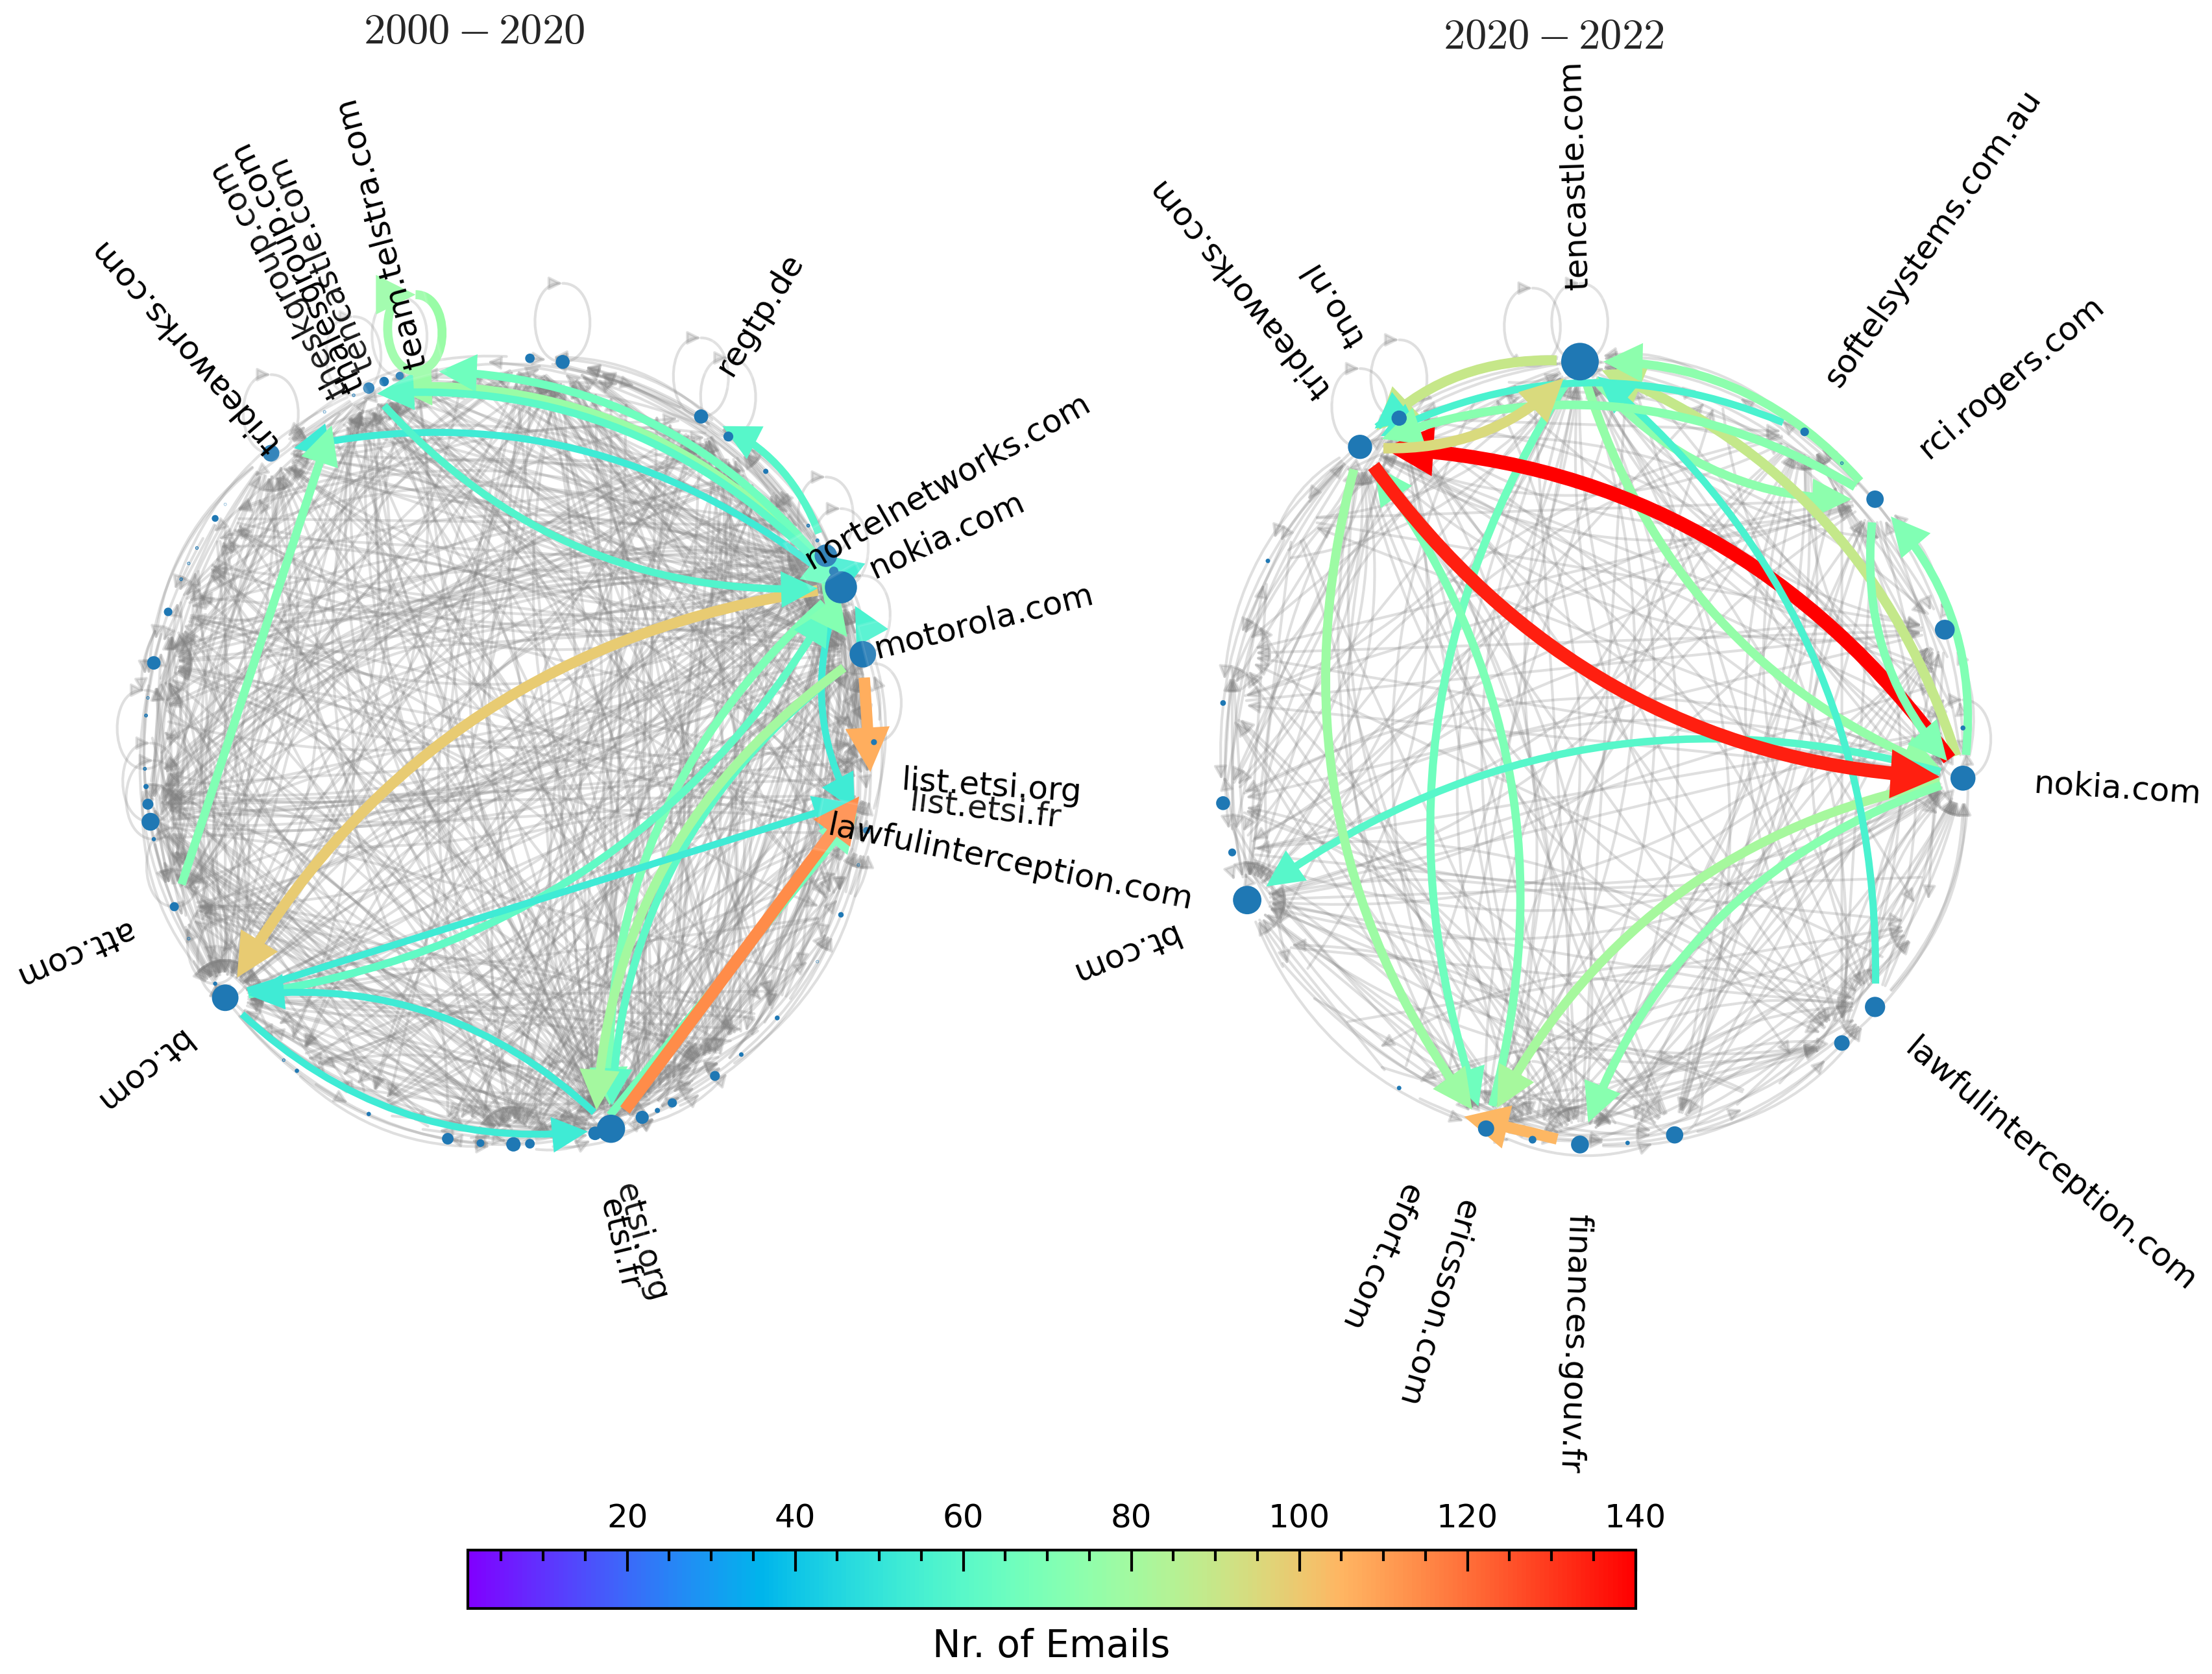 2000 − 2020
team.telstra.com
tencastle.com
thalesgroup.com
theskgroup.com
trideaworks.com
regtp.de
nortelnetworks.com
nokia.com
motorola.com
list.etsi.org
list.etsi.fr
lawfulinterception.com
att.com
bt.com
etsi.org
etsi.fr
2020 − 2022
tencastle.com
softelsystems.com.au
trideaworks.com
tno.nl
rci.rogers.com
nokia.com
bt.com
lawfulinterception.com
efort.com
ericsson.com
finances.gouv.fr
20 40 60 80 100 120 140
Nr. of Emails